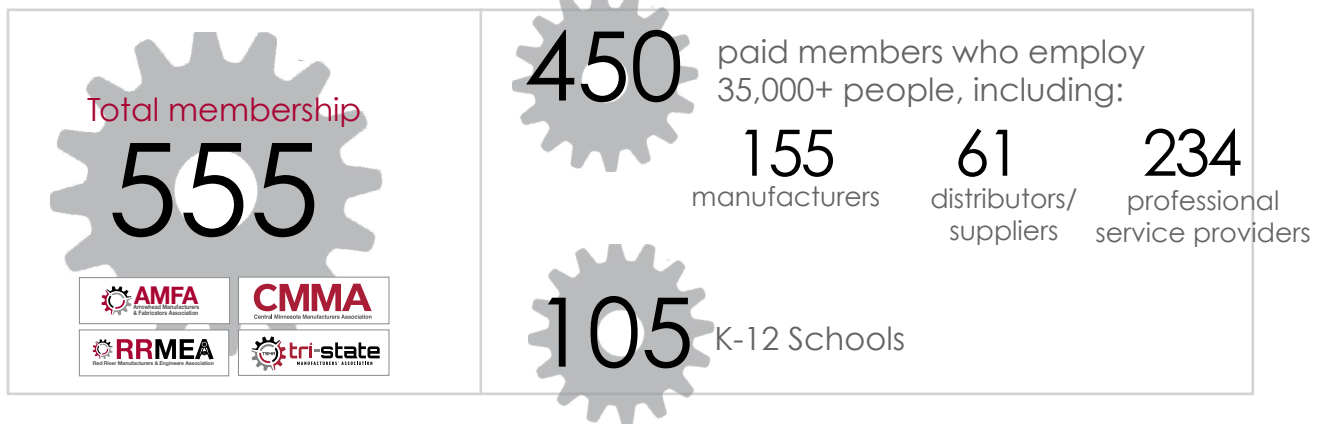 Total membership
555
AMFA
Arrowhead Manufacturers
& Fabricators Association
CMMA
Central Minnesota Manufacturers Association
RRMEA
Red River Manufacturers & Engineers Association
TSMA
tri-state
MANUFACTURERS' ASSOCIATION
450
paid members who employ
35,000+ people, including:
155
manufacturers
61
distributors/
suppliers
234
professional
service providers
105
K-12 Schools